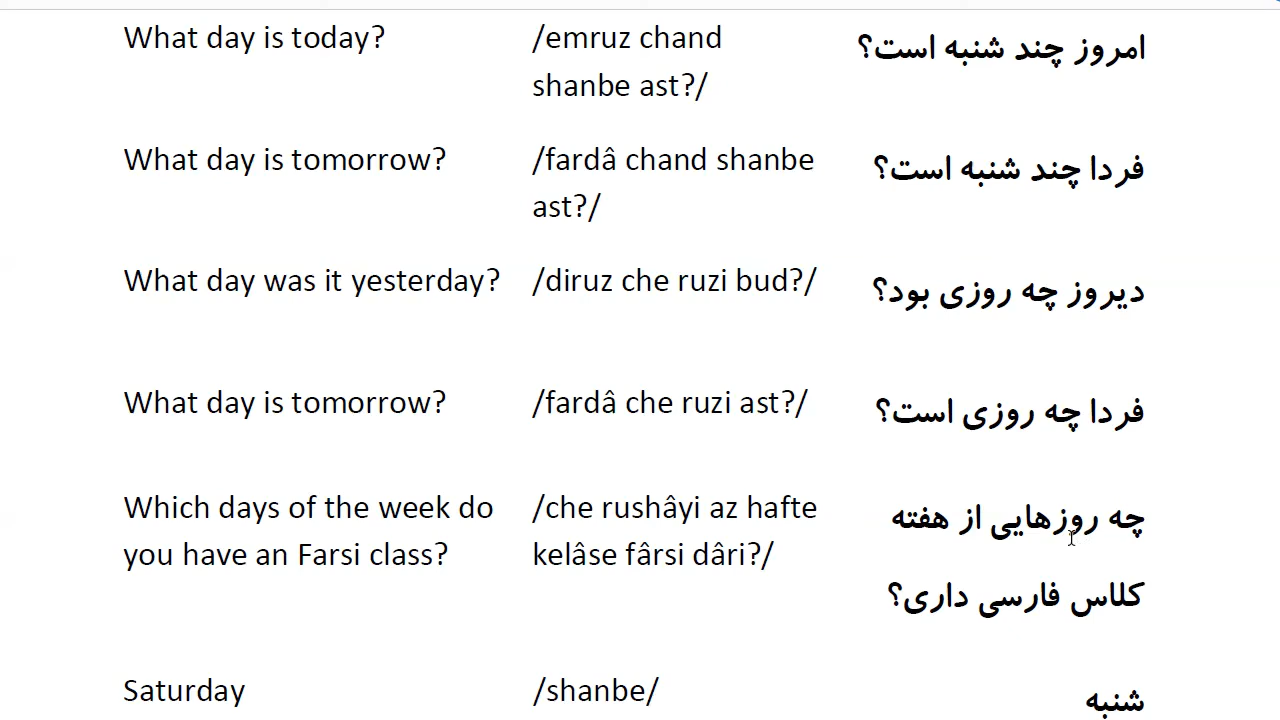 What day is today?
/emruz chand
shanbe ast?/
امروز چند شنبه است؟
What day is tomorrow?
/fardâ chand shanbe
ast?/
فردا چند شنبه است؟
What day was it yesterday?
/diruz che ruzi bud?/
دیروز چه روزی بود؟
What day is tomorrow?
/fardâ che ruzi ast?/
فردا چه روزی است؟
Which days of the week do
you have an Farsi class?
/che rushâyi az hafte
kelâse fârsi dâri?/
چه روزهایی از هفته
کلاس فارسی داری؟
Saturday
/shanbe/
شنبه